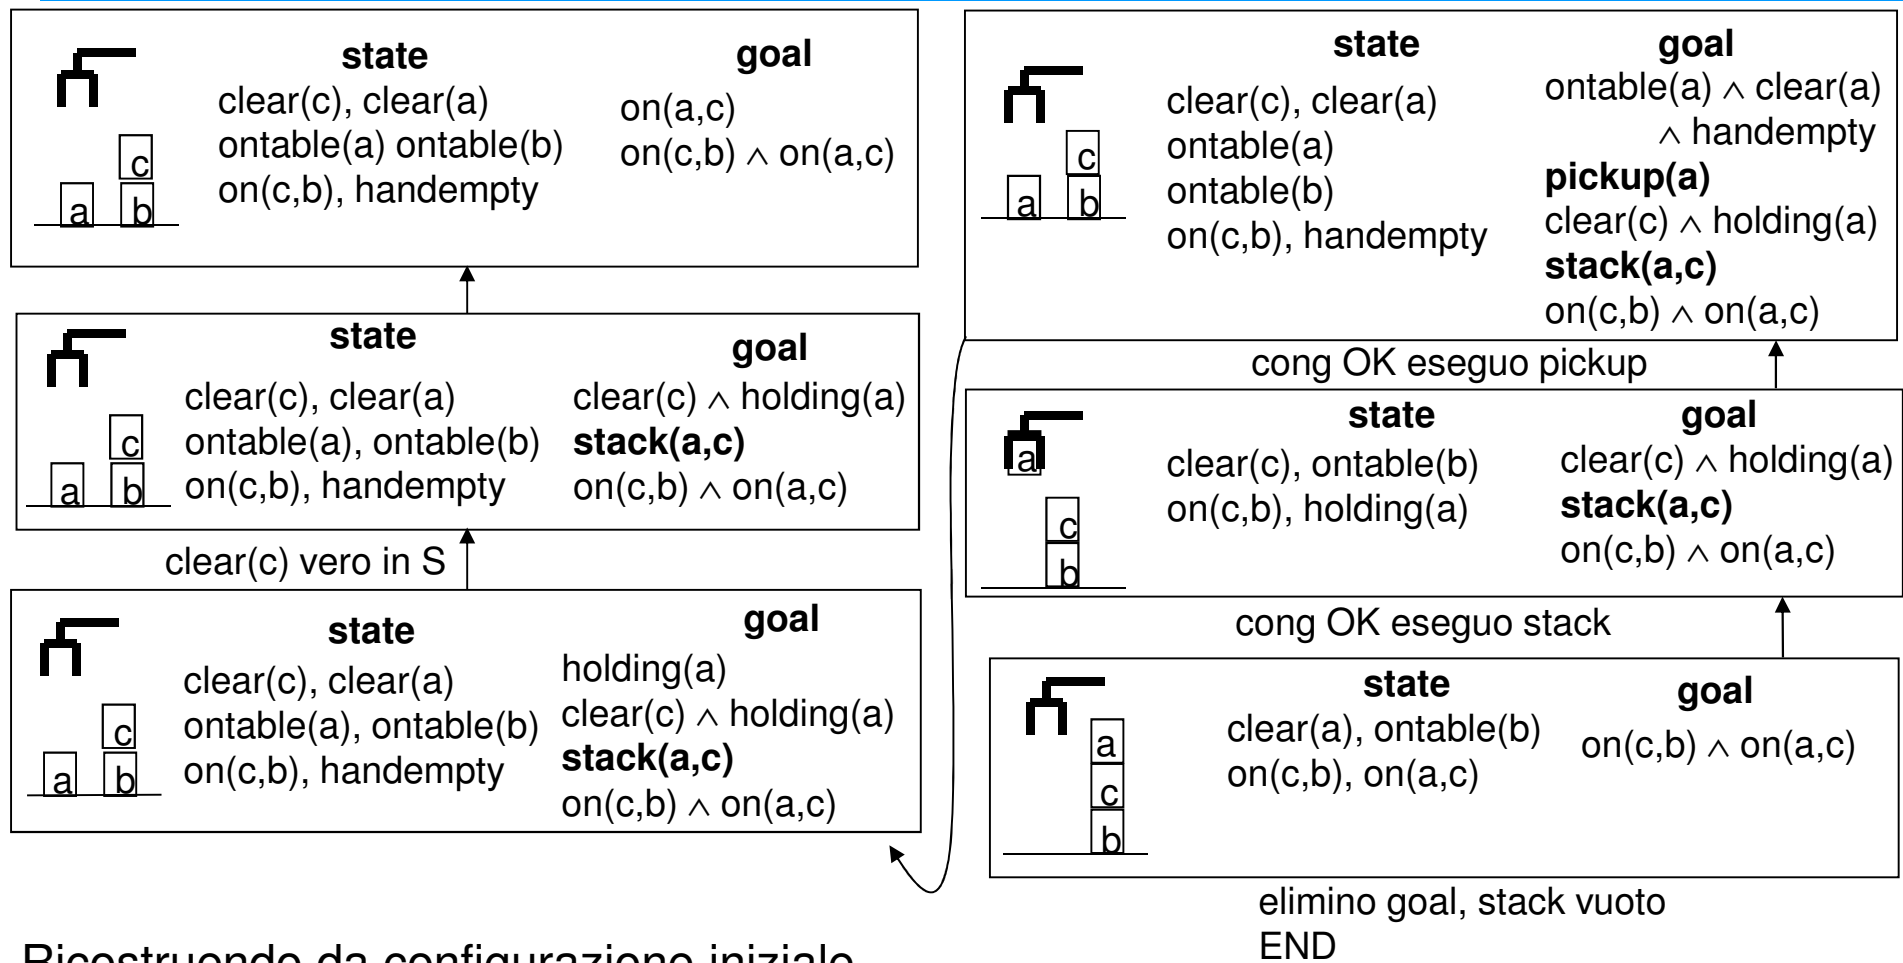 state
goal
clear(c), clear(a)
on(a,c)
ontable(a) ontable(b)
on(c,b) ∧ on(a,c)
on(c,b), handempty
c
a
b
state
goal
clear(c), clear(a)
clear(c) ∧ holding(a)
ontable(a), ontable(b)
stack(a,c)
on(c,b), handempty
on(c,b) ∧ on(a,c)
c
a
b
clear(c) vero in S
state
goal
clear(c), clear(a)
holding(a)
ontable(a), ontable(b)
clear(c) ∧ holding(a)
on(c,b), handempty
stack(a,c)
on(c,b) ∧ on(a,c)
c
a
b
Ricostruendo da configurazione iniziale
state
goal
clear(c), clear(a)
ontable(a)
ontable(b)
on(c,b), handempty
ontable(a) ∧ clear(a)
∧ handempty
pickup(a)
clear(c) ∧ holding(a)
stack(a,c)
on(c,b) ∧ on(a,c)
c
a
b
cong OK eseguo pickup
state
goal
clear(c), ontable(b)
on(c,b), holding(a)
clear(c) ∧ holding(a)
stack(a,c)
on(c,b) ∧ on(a,c)
a
c
b
cong OK eseguo stack
state
goal
clear(a), ontable(b)
on(c,b), on(a,c)
on(c,b) ∧ on(a,c)
a
c
b
elimino goal, stack vuoto
END